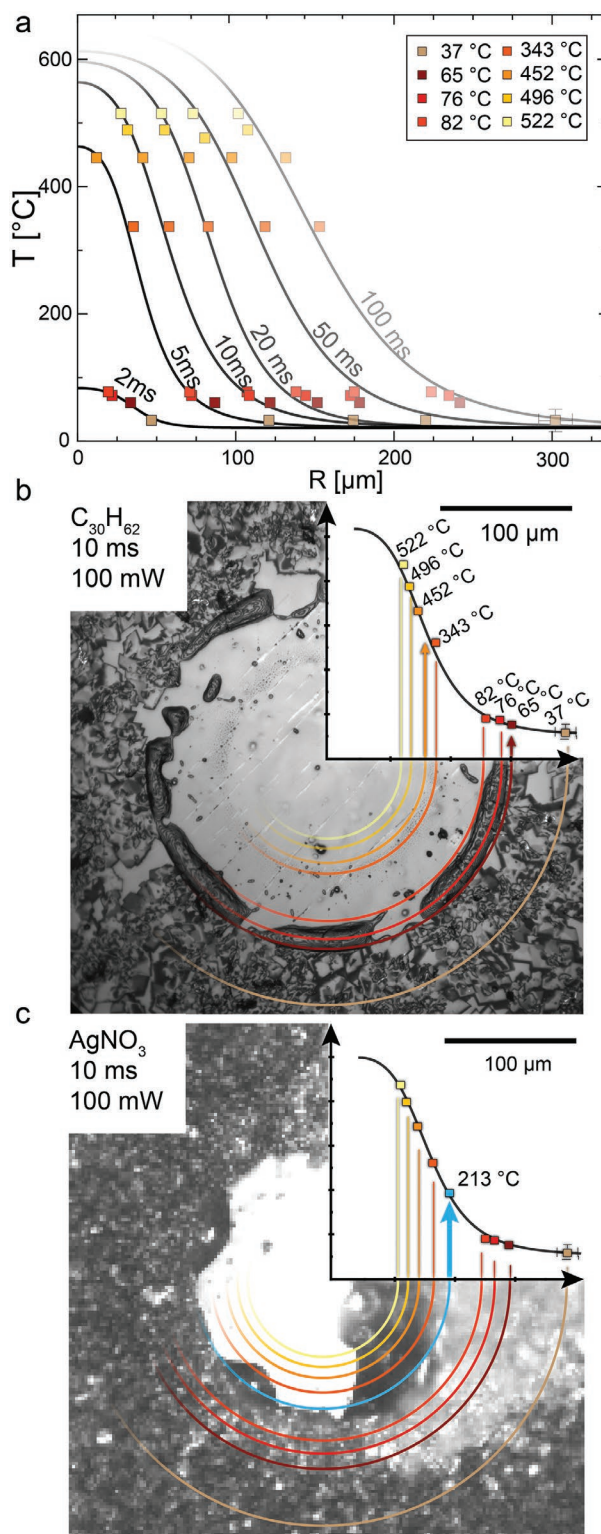 a
600
400
200
0
T [°C]
37 °C
65 °C
76 °C
82 °C
343 °C
452 °C
496 °C
522 °C
2ms
5ms
10ms
20 ms
50 ms
100 ms
0
100
200
300
R [µm]
b
C₃₀H₆₂
10 ms
100 mW
100 µm
522 °C
496 °C
452 °C
343 °C
82 °C
76 °C
65 °C
37 °C
c
AgNO₃
10 ms
100 mW
100 µm
213 °C